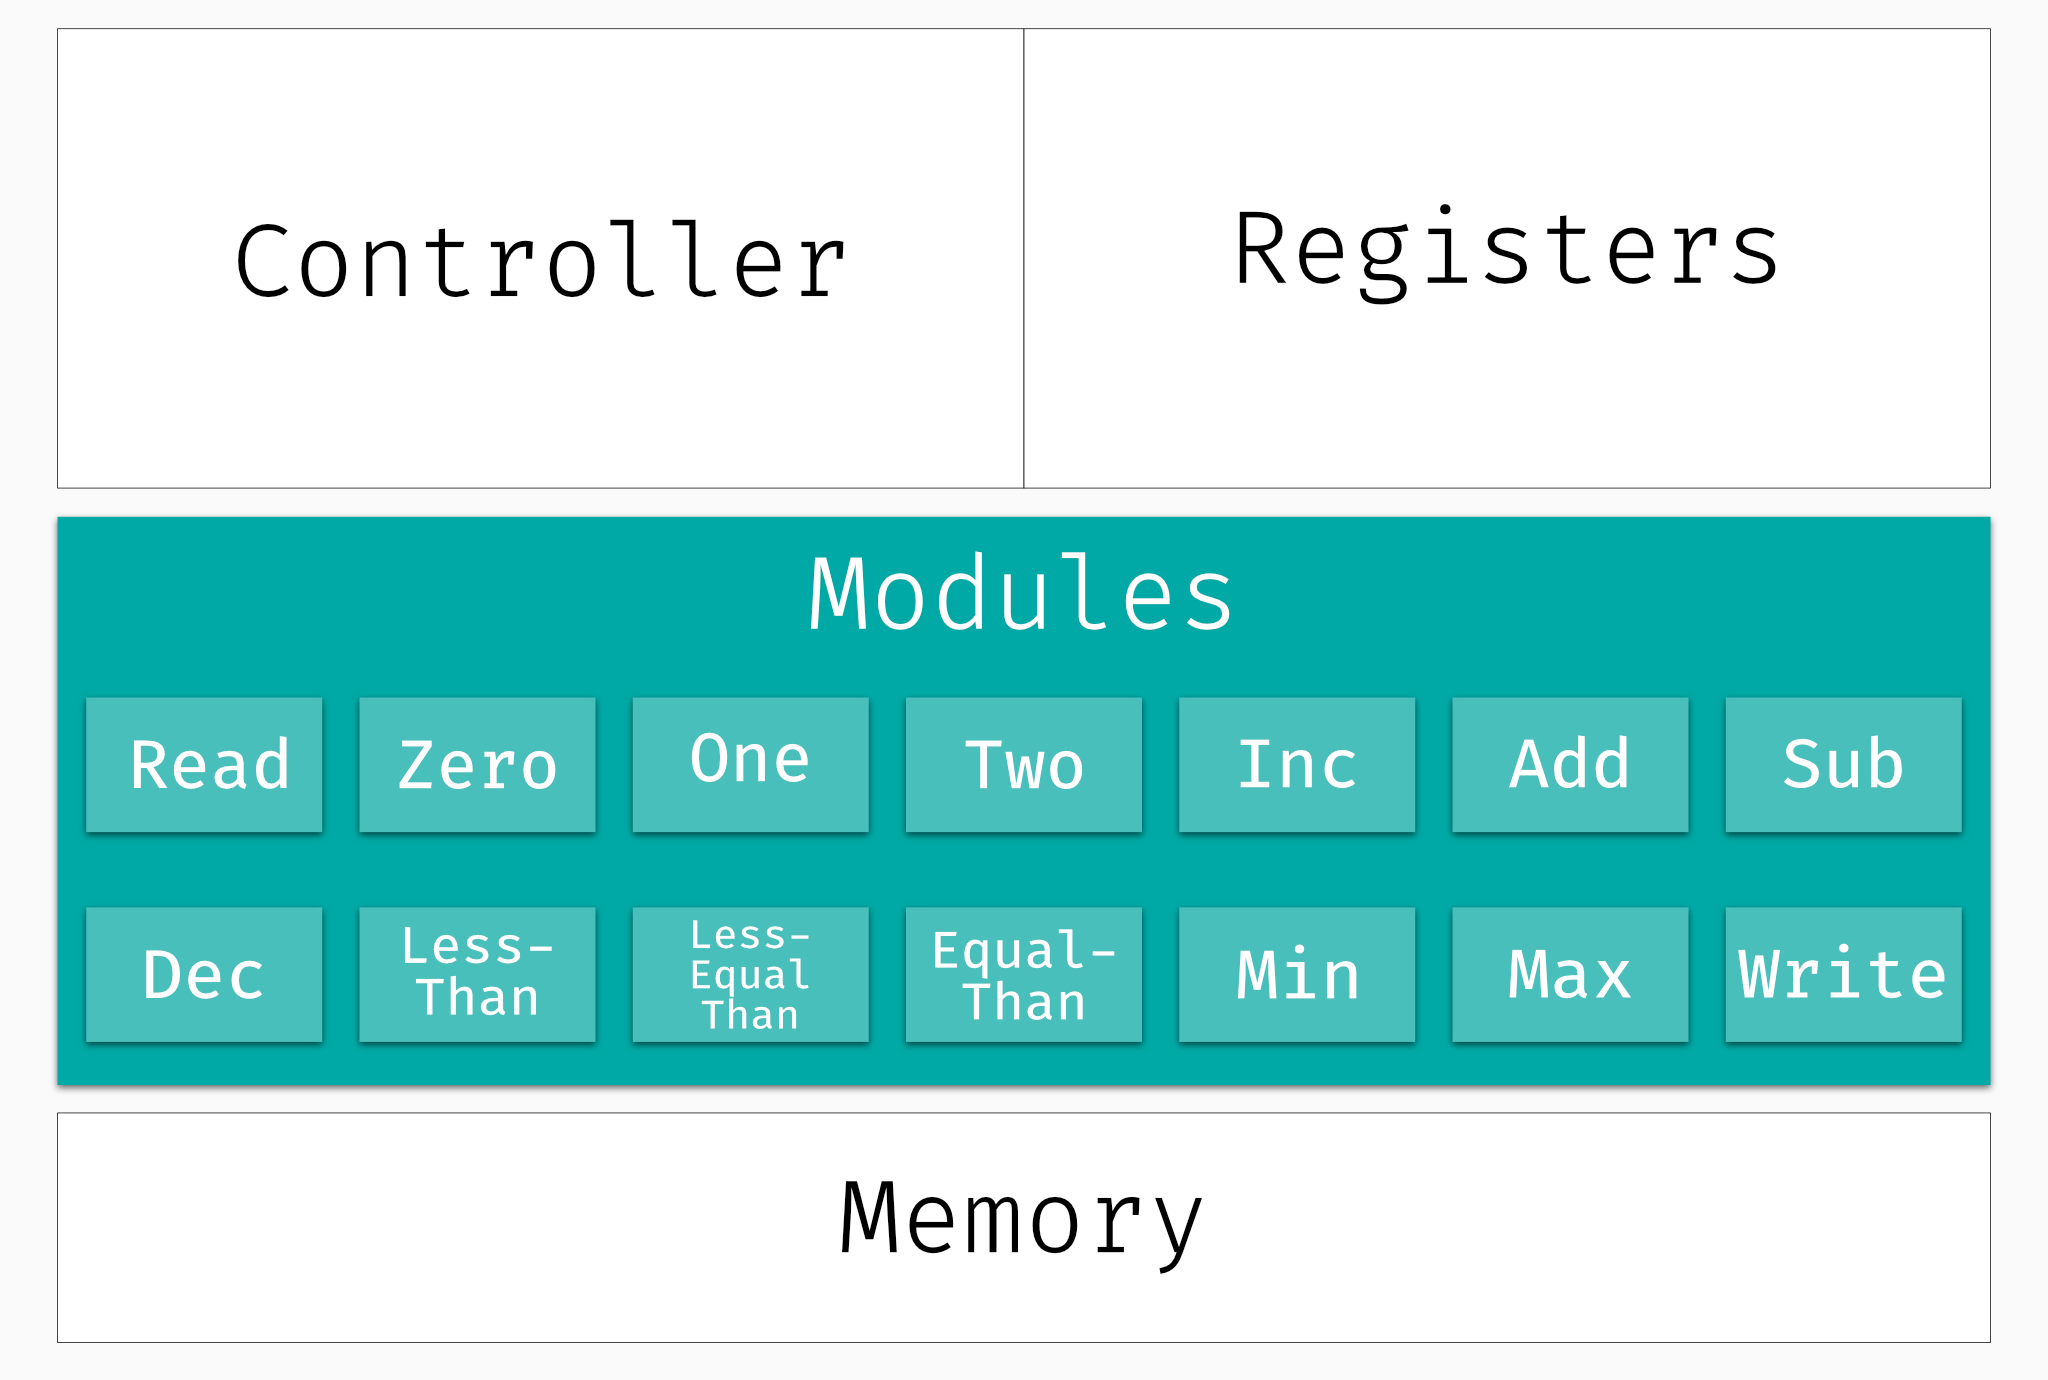 Controller
Registers
Modules
Read
Zero
One
Two
Inc
Add
Sub
Dec
Less-
Than
Less-
Equal
Than
Equal-
Than
Min
Max
Write
Memory